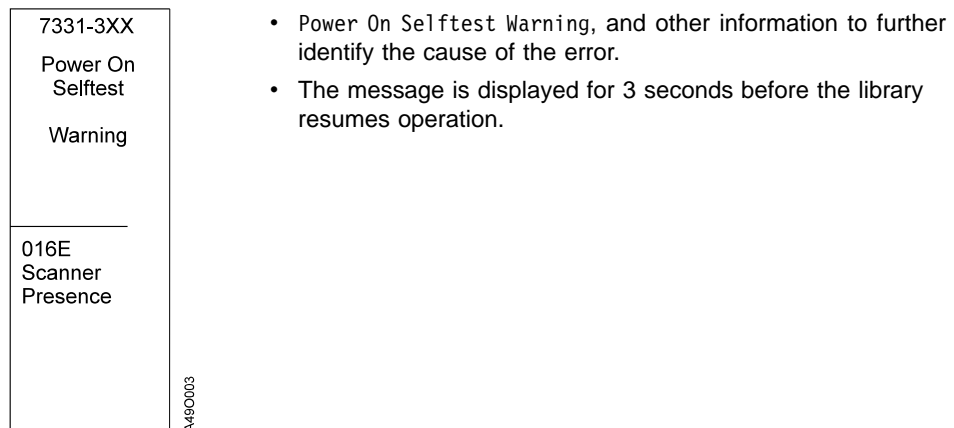 7331-3XX
Power On
Selftest
Warning
016E
Scanner
Presence
A49O003
• Power On Selftest Warning, and other information to further
identify the cause of the error.
• The message is displayed for 3 seconds before the library
resumes operation.